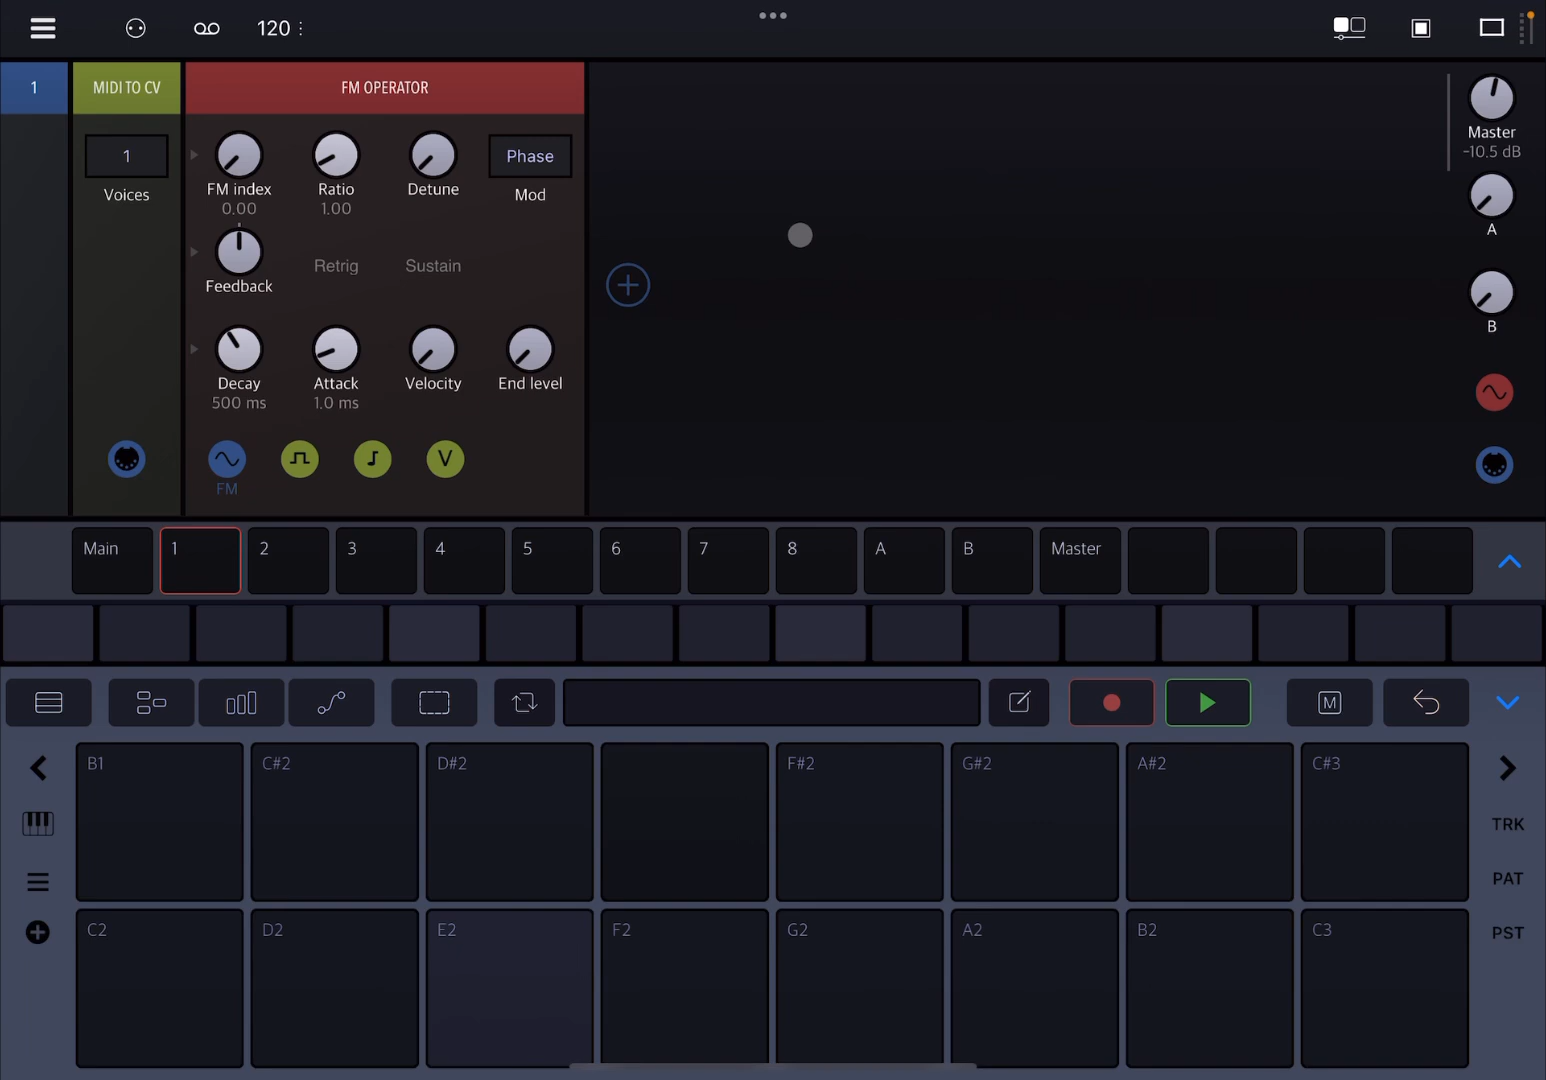 120
1
MIDI TO CV
FM OPERATOR
1
Voices
FM index
0.00
Ratio
1.00
Detune
Phase
Mod
Feedback
Retrig
Sustain
Decay
500 ms
Attack
1.0 ms
Velocity
End level
V
FM
Master
-10.5 dB
A
B
Main
1
2
3
4
5
6
7
8
A
B
Master
M
B1
C#2
D#2
F#2
G#2
A#2
C#3
TRK
PAT
C2
D2
E2
F2
G2
A2
B2
C3
PST